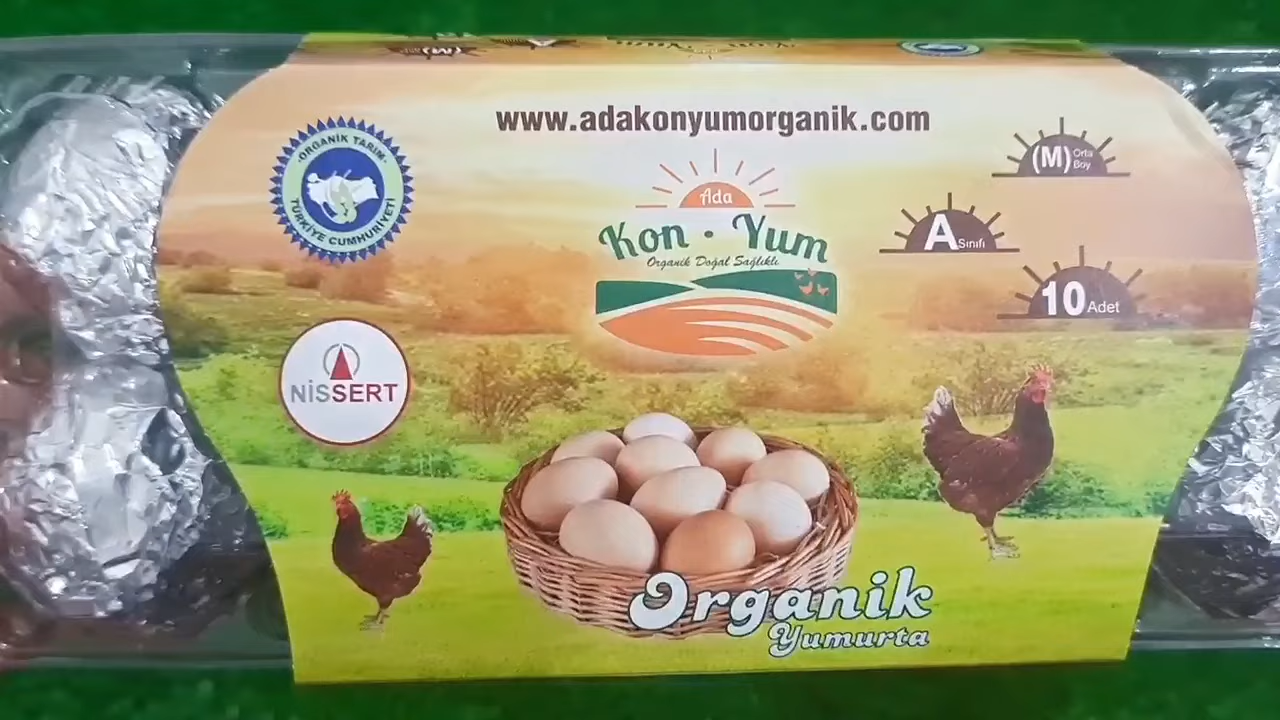 www.adakonyumorganik.com
ORGANİK TARIM
TÜRKİYE CUMHURİYETİ
Ada
Kon · Yum
Organik Doğal Sağlıklı
(M) Orta
Boy
A Sınıfı
10 Adet
NİSSERT
Organik
Yumurta